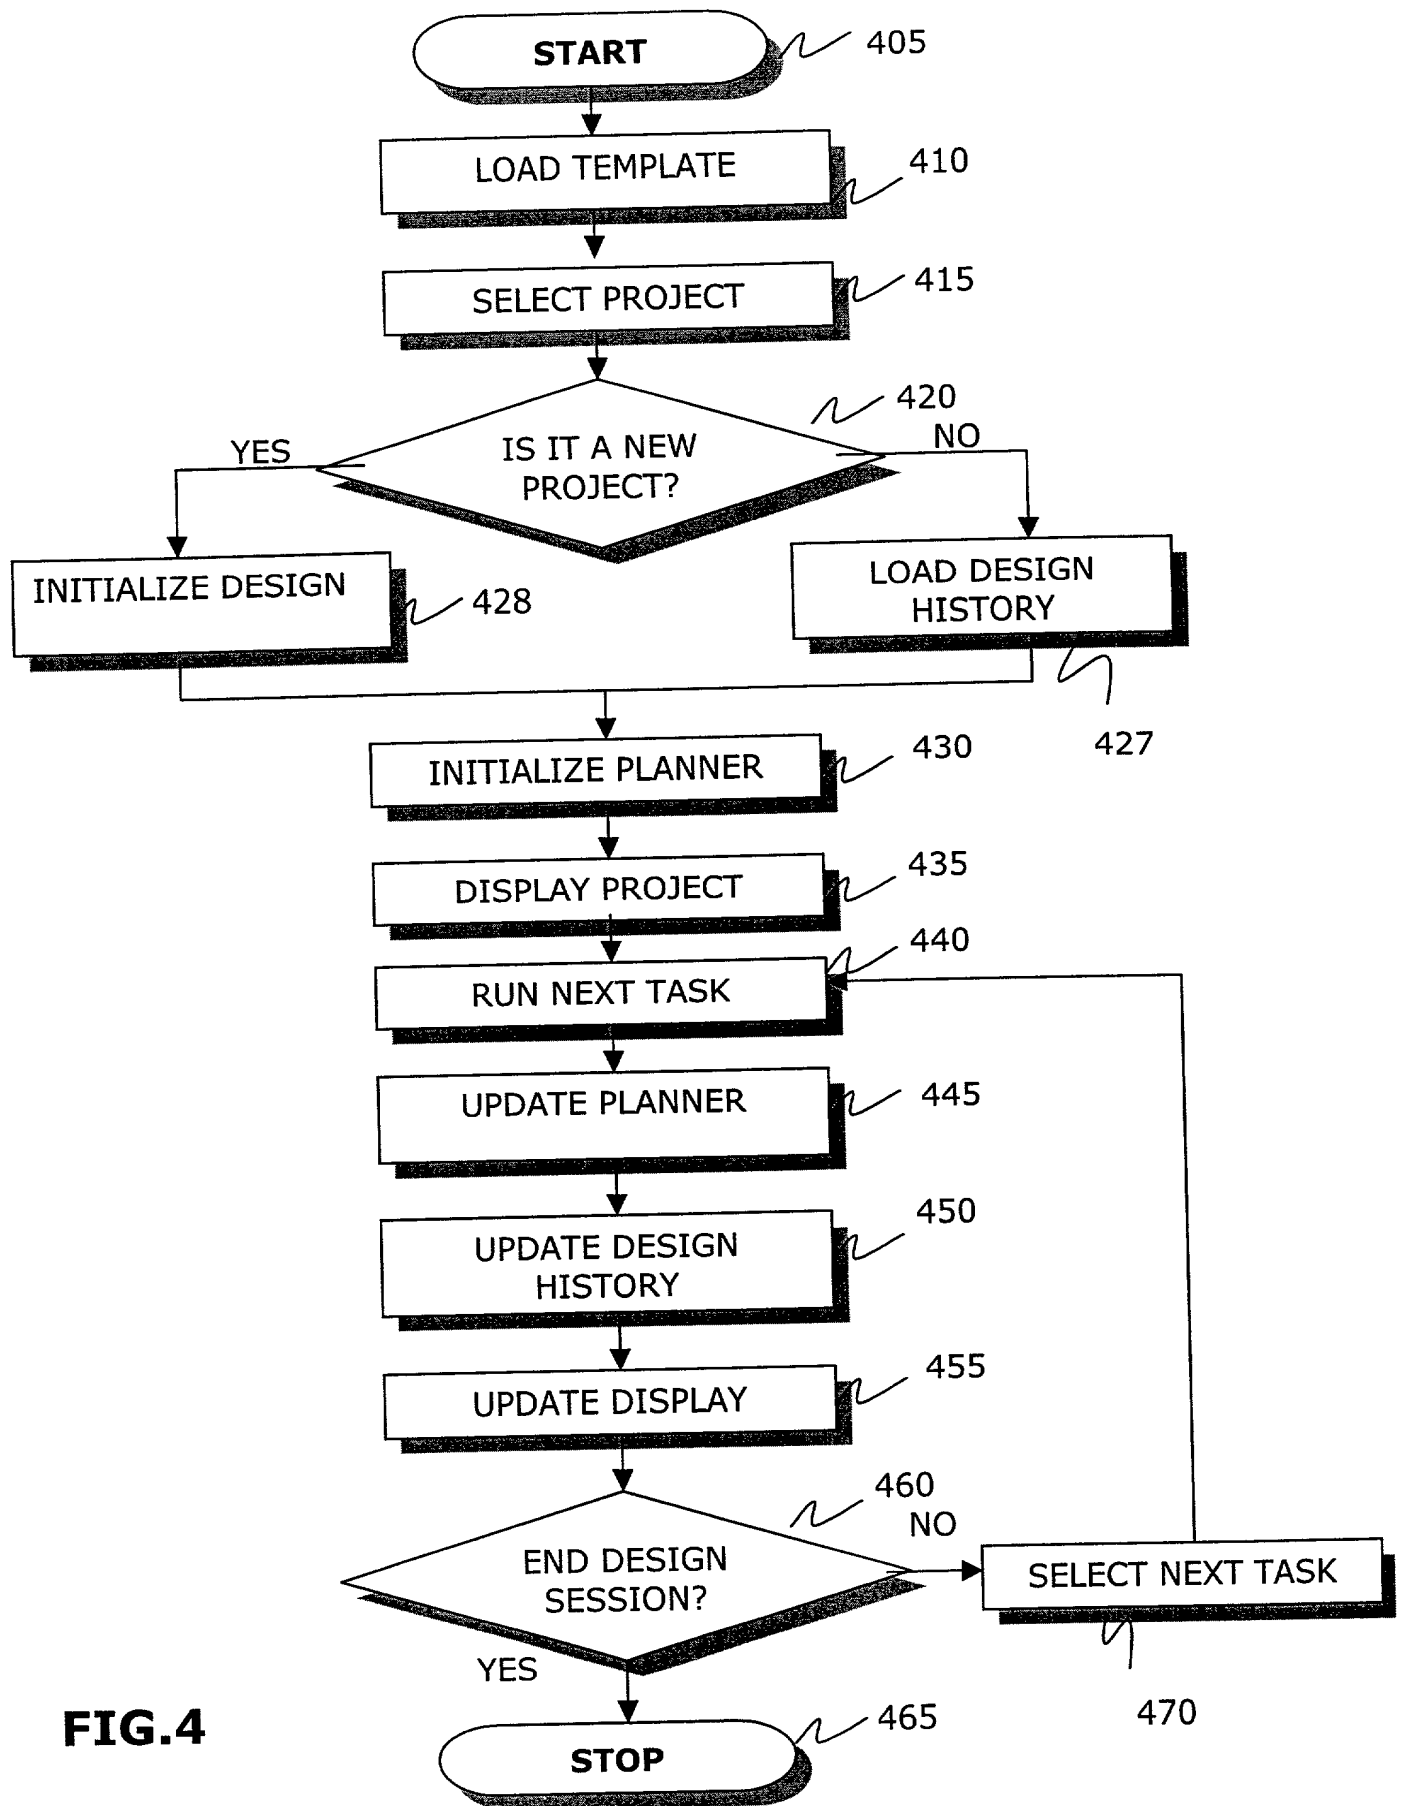 START
405
LOAD TEMPLATE
410
SELECT PROJECT
415
420
YES
IS IT A NEW
PROJECT?
NO
INITIALIZE DESIGN
428
LOAD DESIGN
HISTORY
427
INITIALIZE PLANNER
430
DISPLAY PROJECT
435
RUN NEXT TASK
440
UPDATE PLANNER
445
UPDATE DESIGN
HISTORY
450
UPDATE DISPLAY
455
460
NO
END DESIGN
SESSION?
SELECT NEXT TASK
470
YES
STOP
465
FIG.4